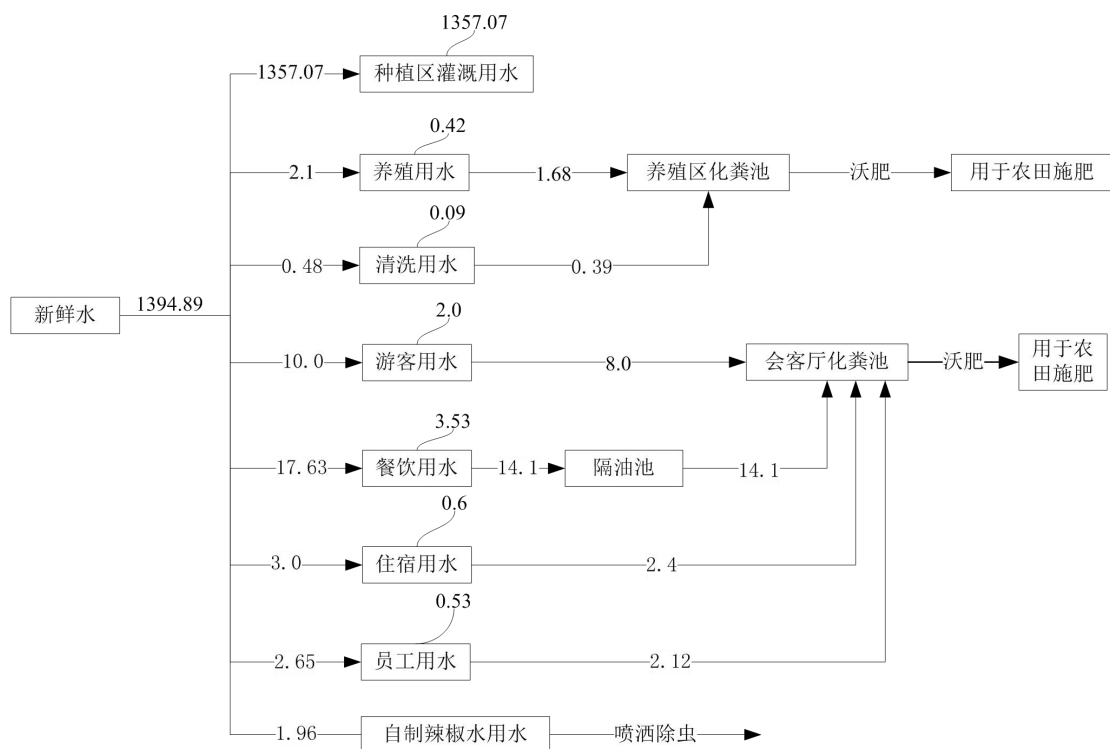 1357.07
1357.07
种植区灌溉用水
0.42
2.1
养殖用水
1.68
养殖区化粪池
沃肥
用于农田施肥
0.09
0.48
清洗用水
0.39
新鲜水
1394.89
2.0
10.0
游客用水
8.0
会客厅化粪池
沃肥
用于农
田施肥
3.53
17.63
餐饮用水
14.1
隔油池
14.1
0.6
3.0
住宿用水
2.4
0.53
2.65
员工用水
2.12
1.96
自制辣椒水用水
喷洒除虫